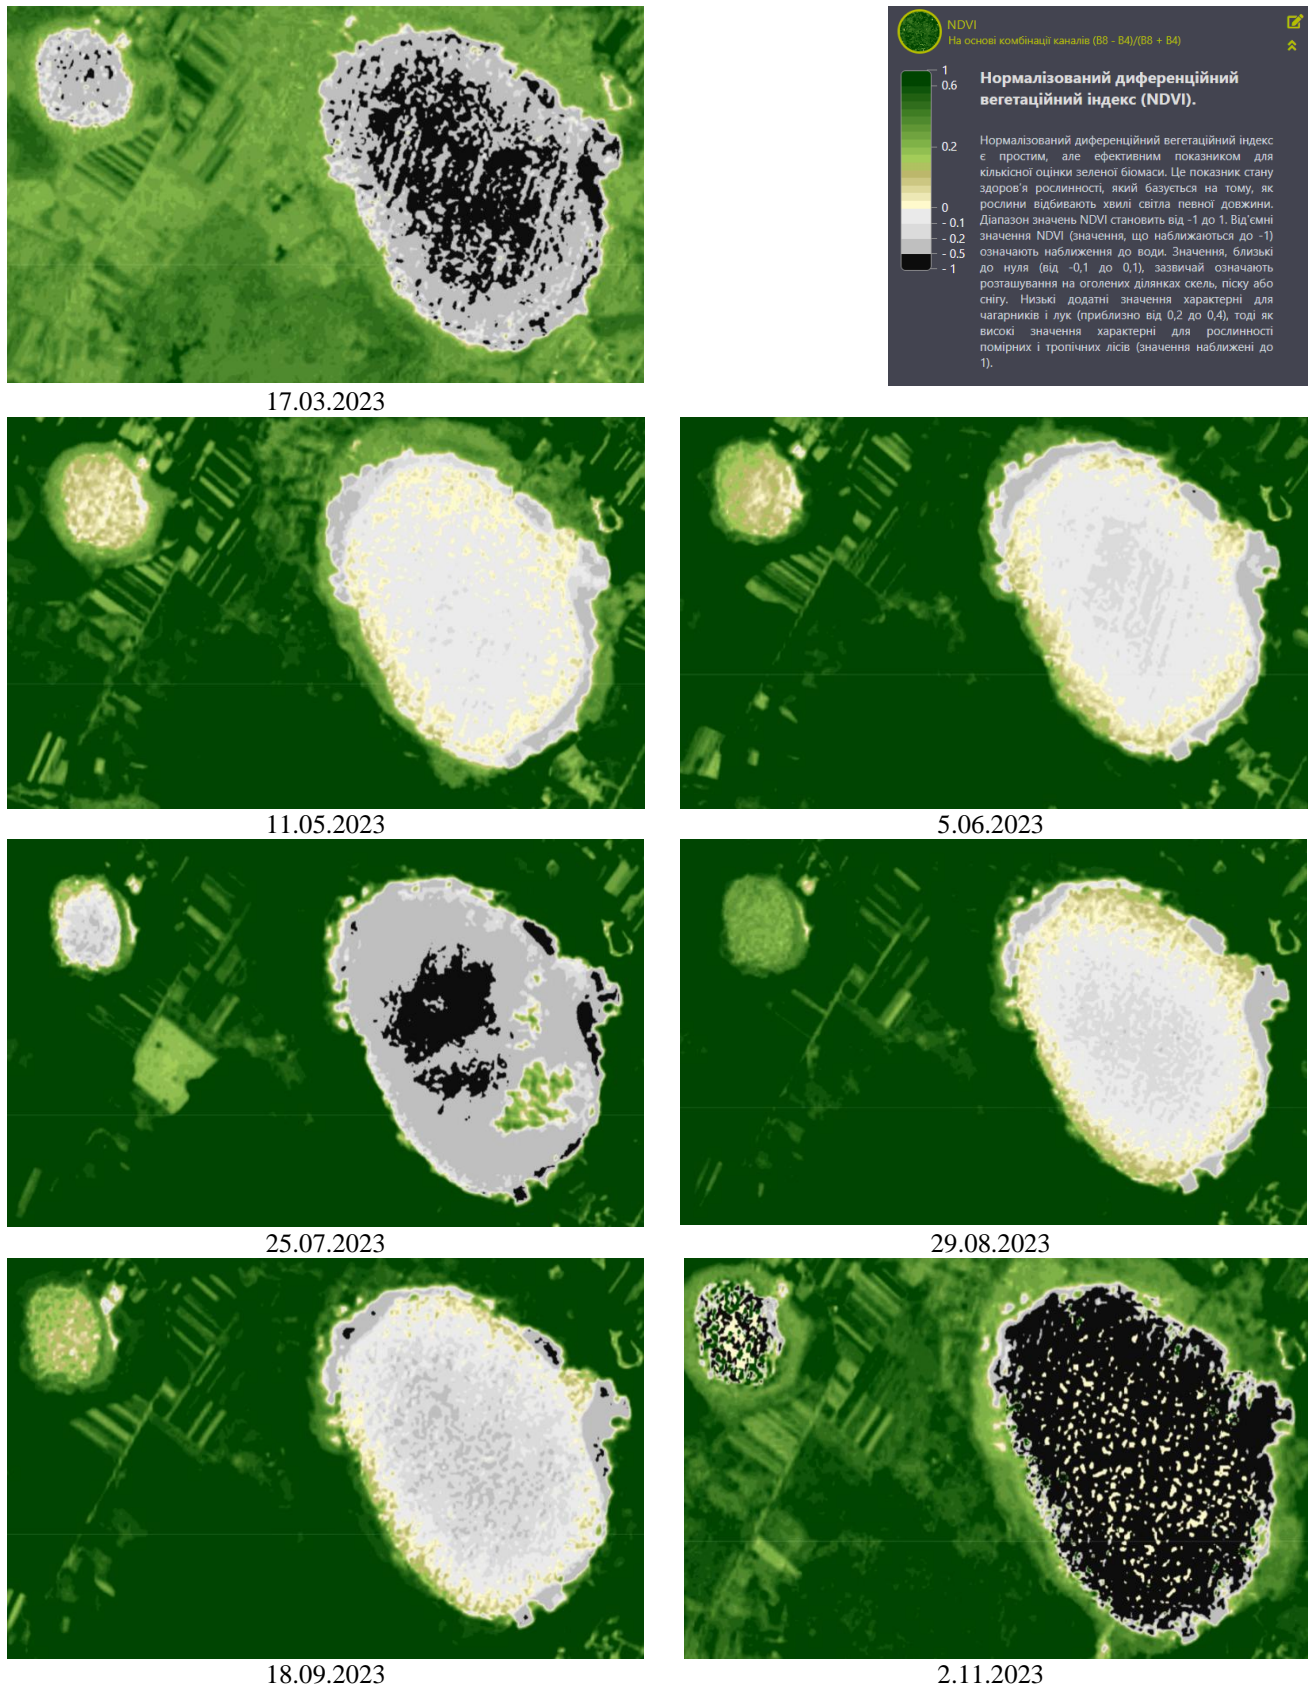 NDVI
На основі комбінації каналів (B8 - B4)/(B8 + B4)
1
0.6
0.2
0
- 0.1
- 0.2
- 0.5
- 1
Нормалізований диференційний
вегетаційний індекс (NDVI).
Нормалізований диференційний вегетаційний індекс
є простим, але ефективним показником для
кількісної оцінки зеленої біомаси. Це показник стану
здоров'я рослинності, який базується на тому, як
рослини відбивають хвилі світла певної довжини.
Діапазон значень NDVI становить від -1 до 1. Від'ємні
значення NDVI (значення, що наближаються до -1)
означають наближення до води. Значення, близькі
до нуля (від -0,1 до 0,1), зазвичай означають
розташування на оголених ділянках скель, піску або
снігу. Низькі додатні значення характерні для
чагарників і лук (приблизно від 0,2 до 0,4), тоді як
високі значення характерні для рослинності
помірних і тропічних лісів (значення наближені до
1).
17.03.2023
11.05.2023
5.06.2023
25.07.2023
29.08.2023
18.09.2023
2.11.2023